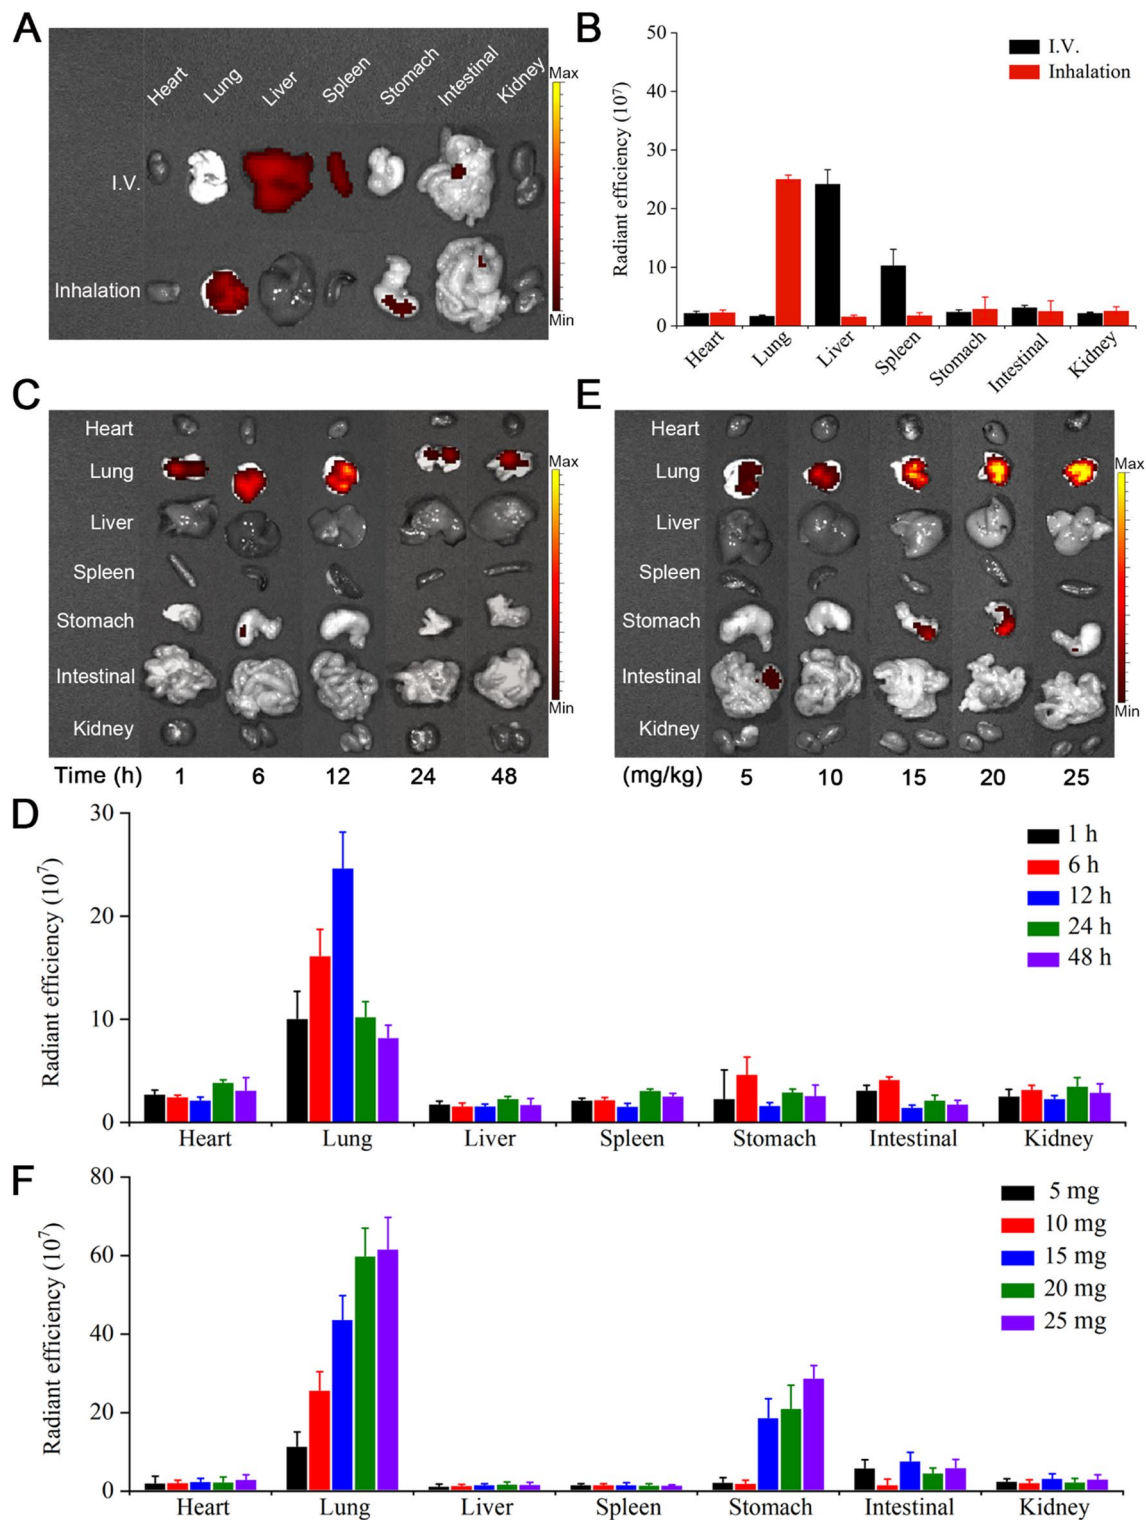 A
Heart
Lung
Liver
Spleen
Stomach
Intestinal
Kidney
Max
I.V.
Inhalation
Min
B
50
40
30
20
10
0
Radiant efficiency (10⁷)
I.V.
Inhalation
Heart
Lung
Liver
Spleen
Stomach
Intestinal
Kidney
C
Heart
Lung
Liver
Spleen
Stomach
Intestinal
Kidney
Max
Min
Time (h) 1 6 12 24 48
E
Heart
Lung
Liver
Spleen
Stomach
Intestinal
Kidney
Max
Min
(mg/kg) 5 10 15 20 25
D
30
20
10
0
Radiant efficiency (10⁷)
1 h
6 h
12 h
24 h
48 h
Heart Lung Liver Spleen Stomach Intestinal Kidney
F
80
60
40
20
0
Radiant efficiency (10⁷)
5 mg
10 mg
15 mg
20 mg
25 mg
Heart Lung Liver Spleen Stomach Intestinal Kidney